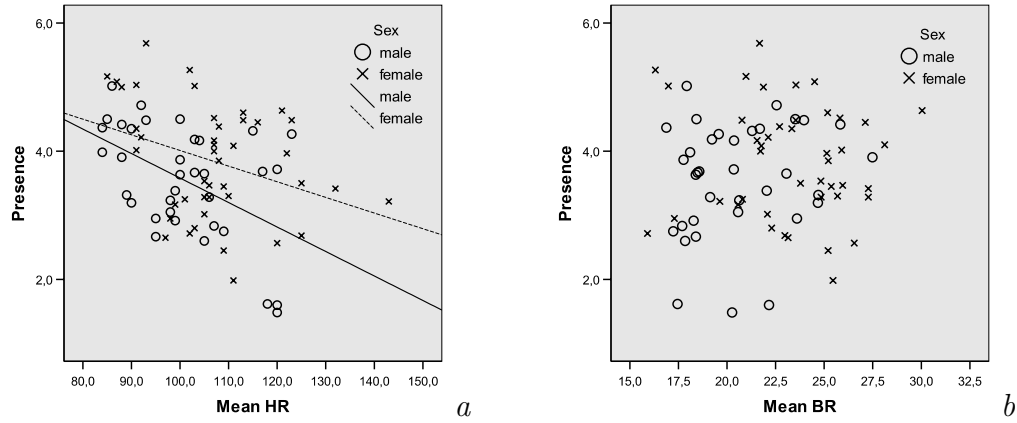 Presence
6,0
4,0
2,0
80,0 90,0 100,0 110,0 120,0 130,0 140,0 150,0
Mean HR
Sex
male
female
male
female
a
Presence
6,0
4,0
2,0
15,0 17,5 20,0 22,5 25,0 27,5 30,0 32,5
Mean BR
Sex
male
female
b